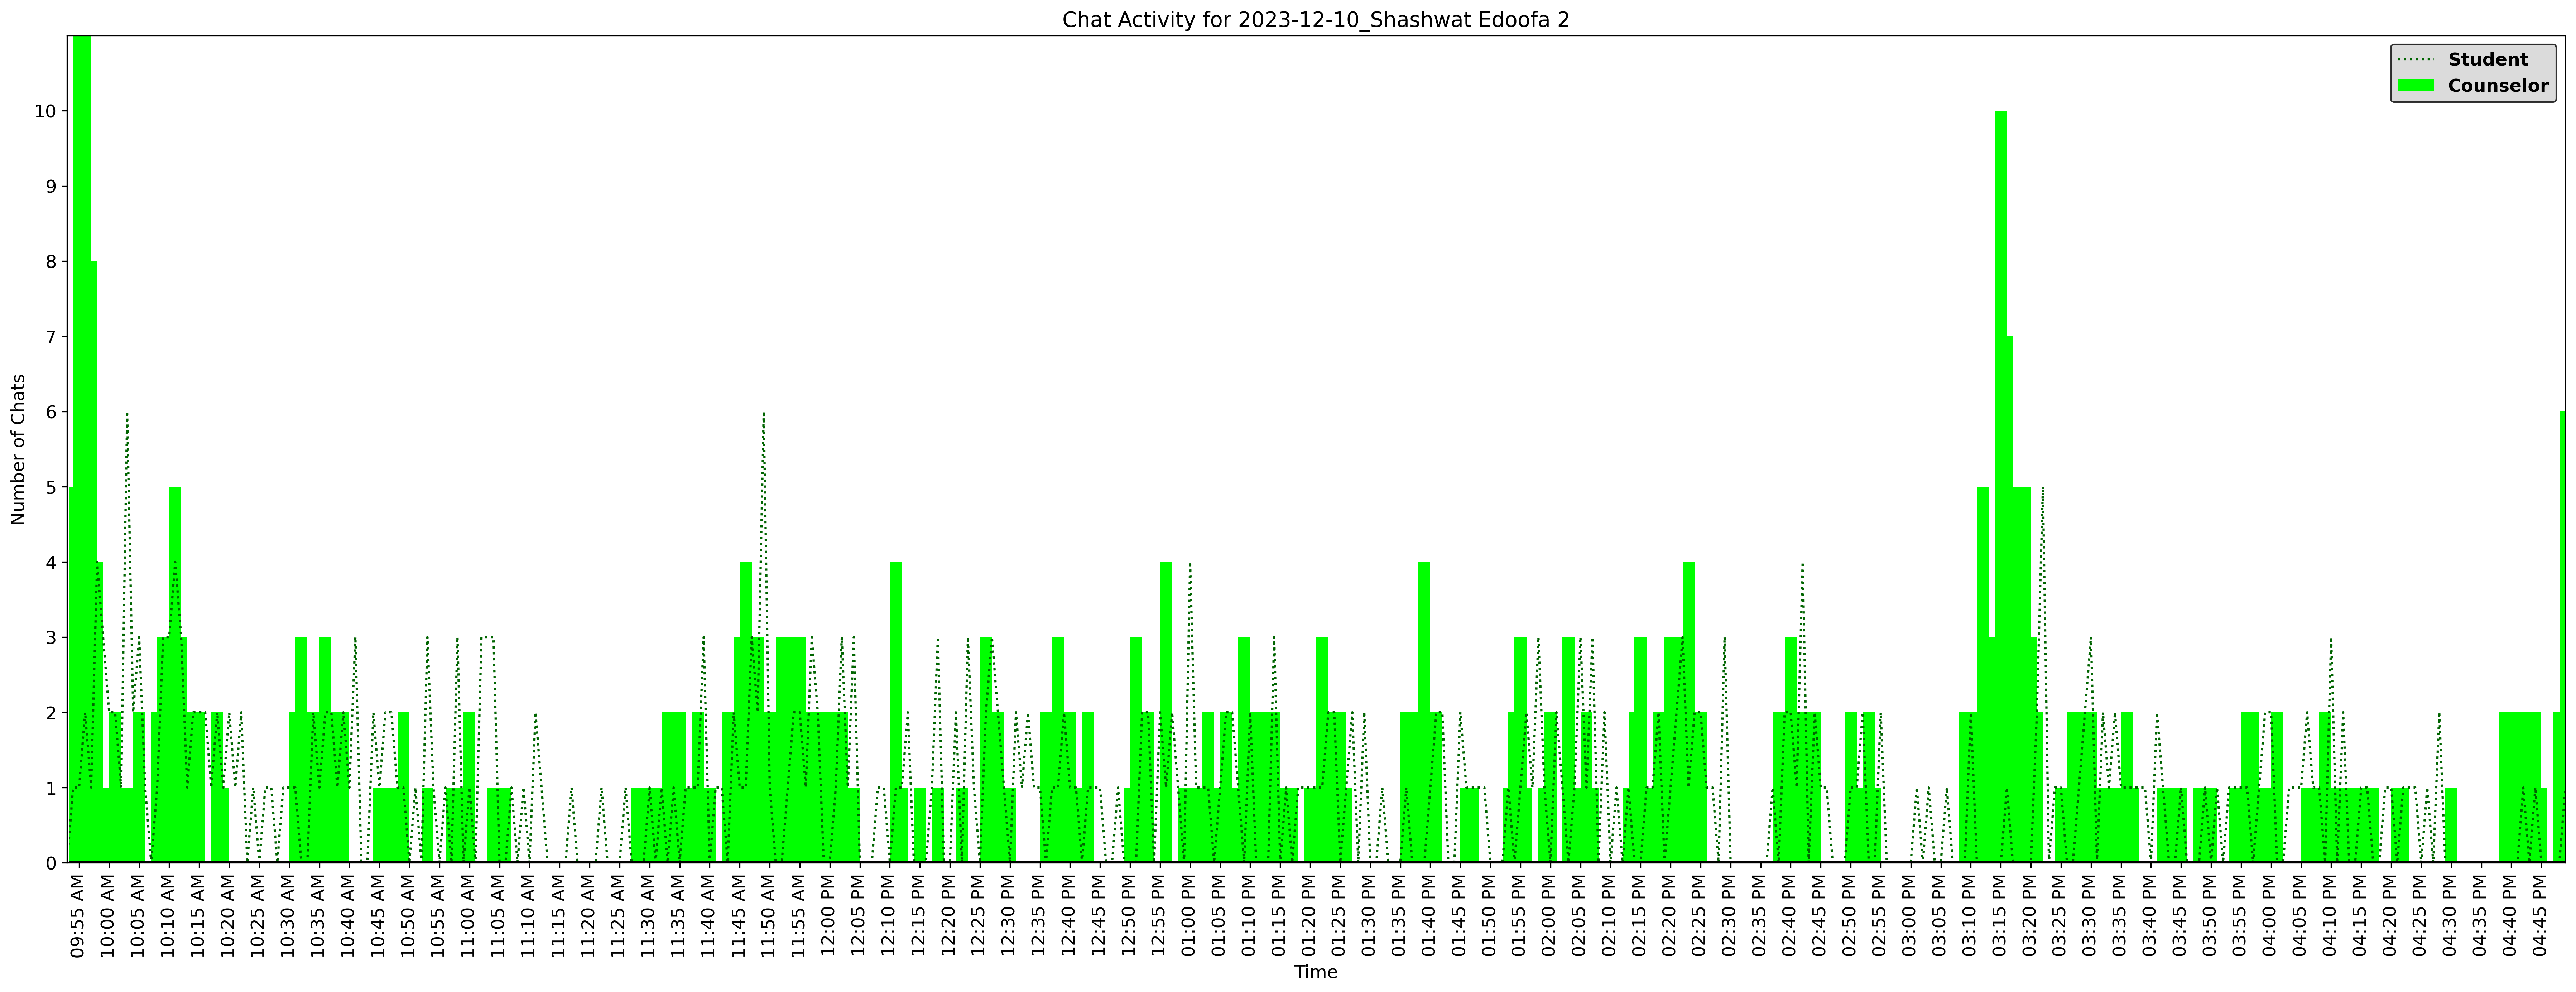 Chat Activity for 2023-12-10_Shashwat Edoofa 2
Student
Counselor
Number of Chats
10
9
8
7
6
5
4
3
2
1
0
09:55 AM
10:00 AM
10:05 AM
10:10 AM
10:15 AM
10:20 AM
10:25 AM
10:30 AM
10:35 AM
10:40 AM
10:45 AM
10:50 AM
10:55 AM
11:00 AM
11:05 AM
11:10 AM
11:15 AM
11:20 AM
11:25 AM
11:30 AM
11:35 AM
11:40 AM
11:45 AM
11:50 AM
11:55 AM
12:00 PM
12:05 PM
12:10 PM
12:15 PM
12:20 PM
12:25 PM
12:30 PM
12:35 PM
12:40 PM
12:45 PM
12:50 PM
12:55 PM
01:00 PM
01:05 PM
01:10 PM
01:15 PM
01:20 PM
01:25 PM
01:30 PM
01:35 PM
01:40 PM
01:45 PM
01:50 PM
01:55 PM
02:00 PM
02:05 PM
02:10 PM
02:15 PM
02:20 PM
02:25 PM
02:30 PM
02:35 PM
02:40 PM
02:45 PM
02:50 PM
02:55 PM
03:00 PM
03:05 PM
03:10 PM
03:15 PM
03:20 PM
03:25 PM
03:30 PM
03:35 PM
03:40 PM
03:45 PM
03:50 PM
03:55 PM
04:00 PM
04:05 PM
04:10 PM
04:15 PM
04:20 PM
04:25 PM
04:30 PM
04:35 PM
04:40 PM
04:45 PM
Time